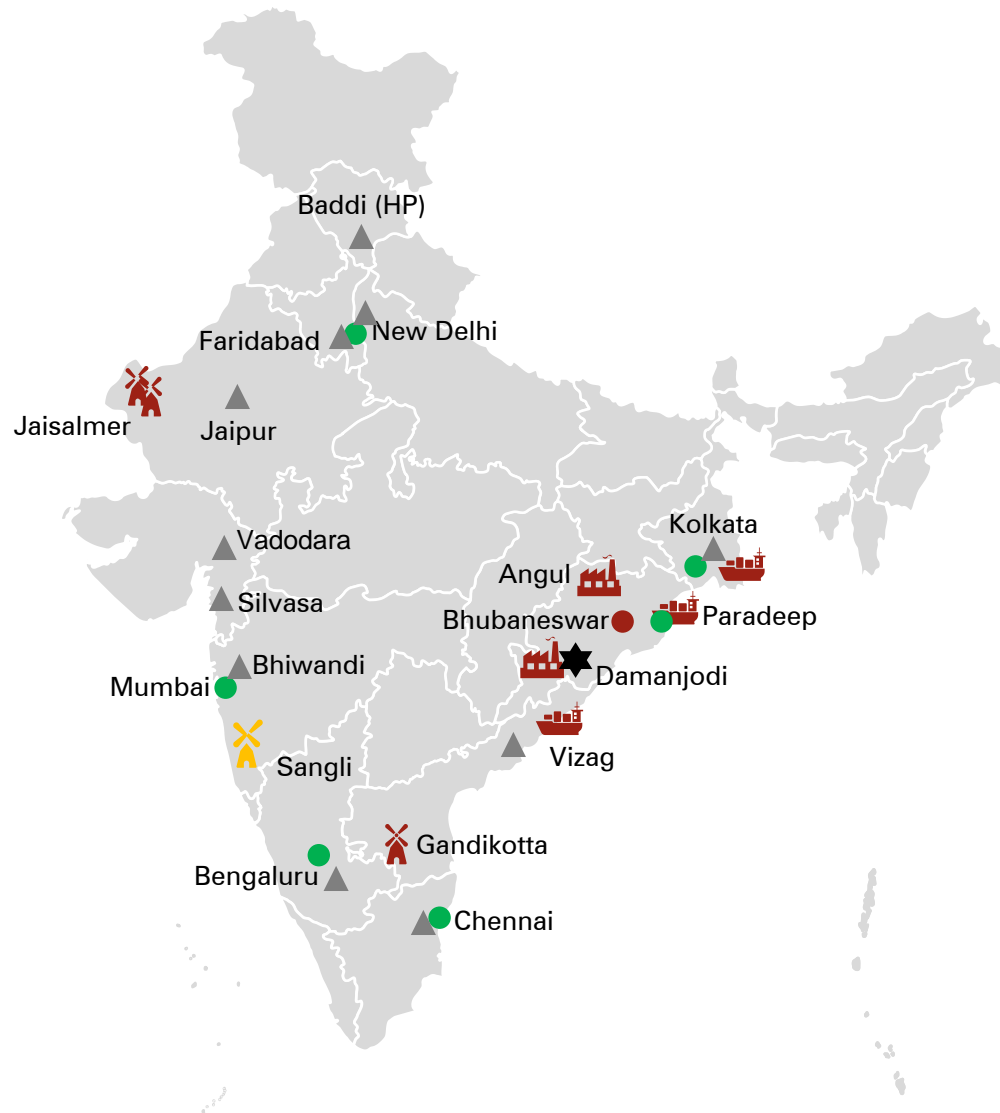 Baddi (HP)
New Delhi
Faridabad
Jaisalmer
Jaipur
Kolkata
Vadodara
Angul
Silvasa
Bhubaneswar
Paradeep
Bhiwandi
Damanjodi
Mumbai
Vizag
Sangli
Gandikotta
Bengaluru
Chennai